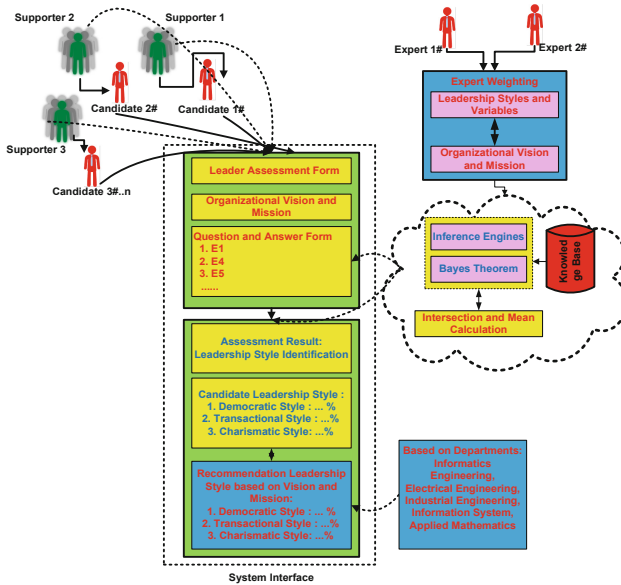 Supporter 2
Supporter 1
Candidate 2#
Candidate 1#
Supporter 3
Candidate 3#..n
Leader Assessment Form
Organizational Vision and
Mission
Question and Answer Form
1. E1
2. E4
3. E5
......
Assessment Result:
Leadership Style Identification
Candidate Leadership Style :
1. Democratic Style : ... %
2. Transactional Style : ... %
3. Charismatic Style: ...%
Recommendation Leadership
Style based on Vision and
Mission:
1. Democratic Style : ... %
2. Transactional Style : ... %
3. Charismatic Style: ...%
System Interface
Expert 1#
Expert 2#
Expert Weighting
Leadership Styles and
Variables
Organizational Vision
and Mission
Inference Engines
Bayes Theorem
Knowled
ge Base
Intersection and Mean
Calculation
Based on Departments:
Informatics
Engineering,
Electrical Engineering,
Industrial Engineering,
Information System,
Applied Mathematics